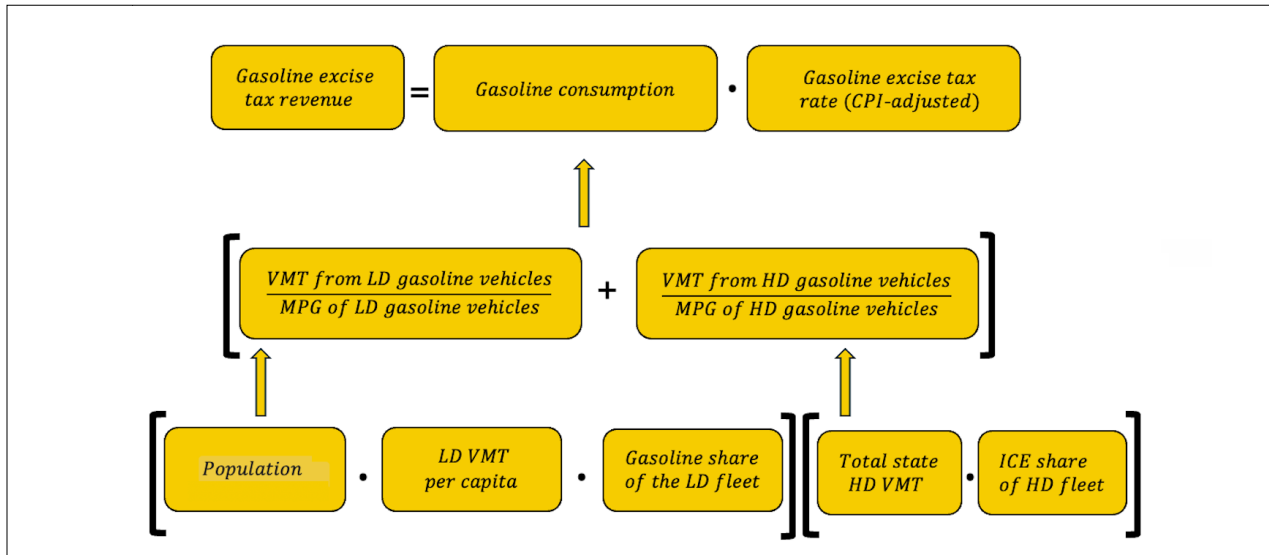 Gasoline excise
tax revenue
=
Gasoline consumption
·
Gasoline excise tax
rate (CPI-adjusted)
[
VMT from LD gasoline vehicles
MPG of LD gasoline vehicles
+
VMT from HD gasoline vehicles
MPG of HD gasoline vehicles
]
[
Population
·
LD VMT
per capita
·
Gasoline share
of the LD fleet
]
[
Total state
HD VMT
·
ICE share
of HD fleet
]